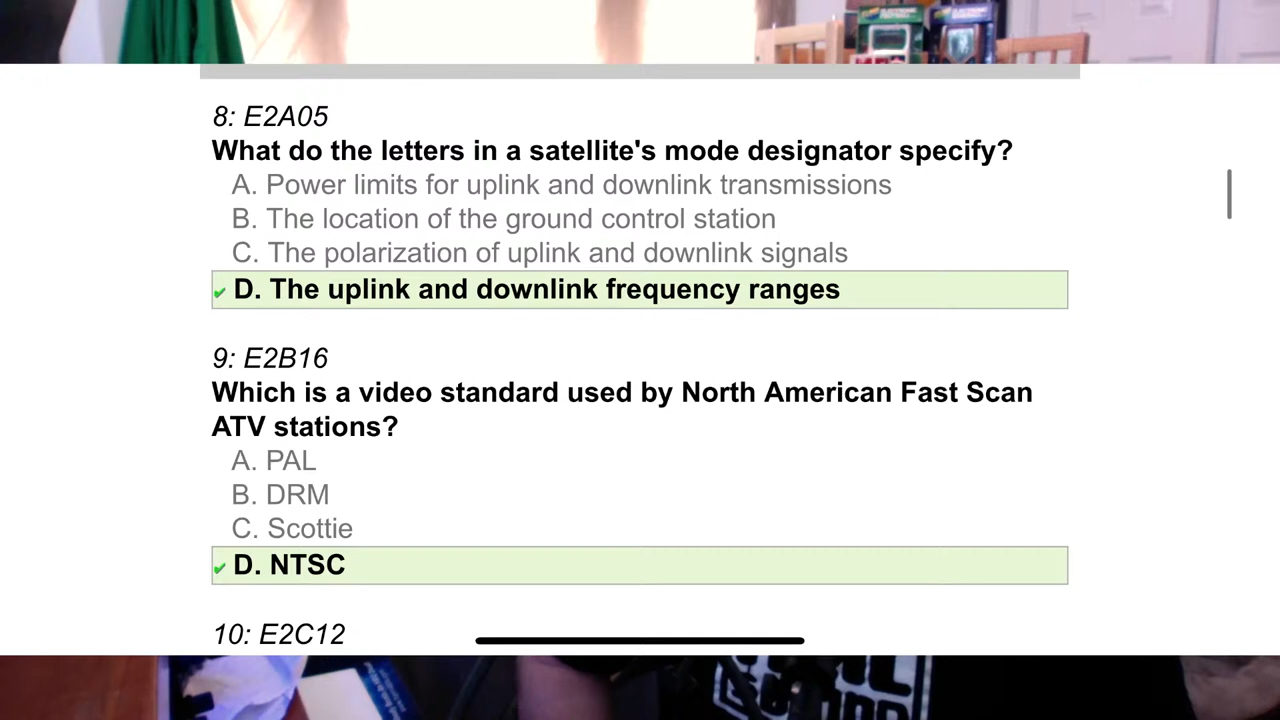 8: E2A05
What do the letters in a satellite's mode designator specify?
A. Power limits for uplink and downlink transmissions
B. The location of the ground control station
C. The polarization of uplink and downlink signals
✔ D. The uplink and downlink frequency ranges
9: E2B16
Which is a video standard used by North American Fast Scan
ATV stations?
A. PAL
B. DRM
C. Scottie
✔ D. NTSC
10: E2C12